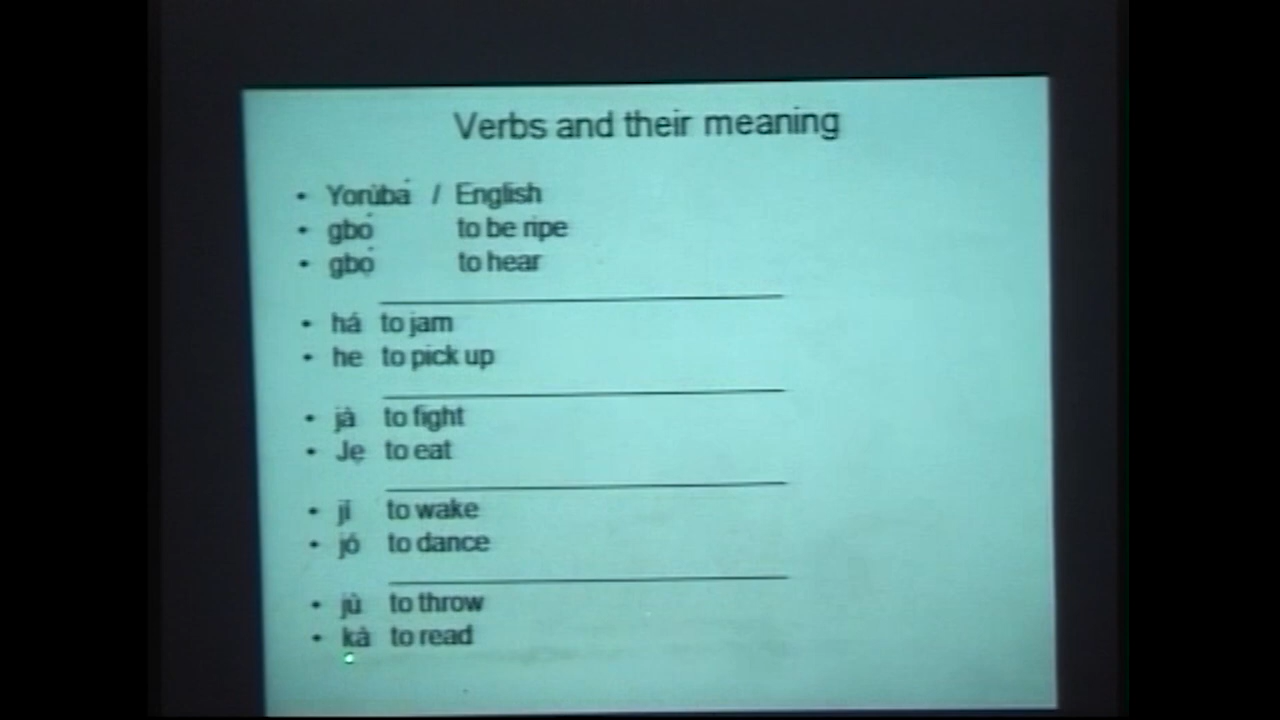 Verbs and their meaning
• Yorùbá / English
• gbó to be ripe
• gbọ́ to hear
• há to jam
• he to pick up
• jà to fight
• Jẹ to eat
• jí to wake
• jó to dance
• jù to throw
• kà to read